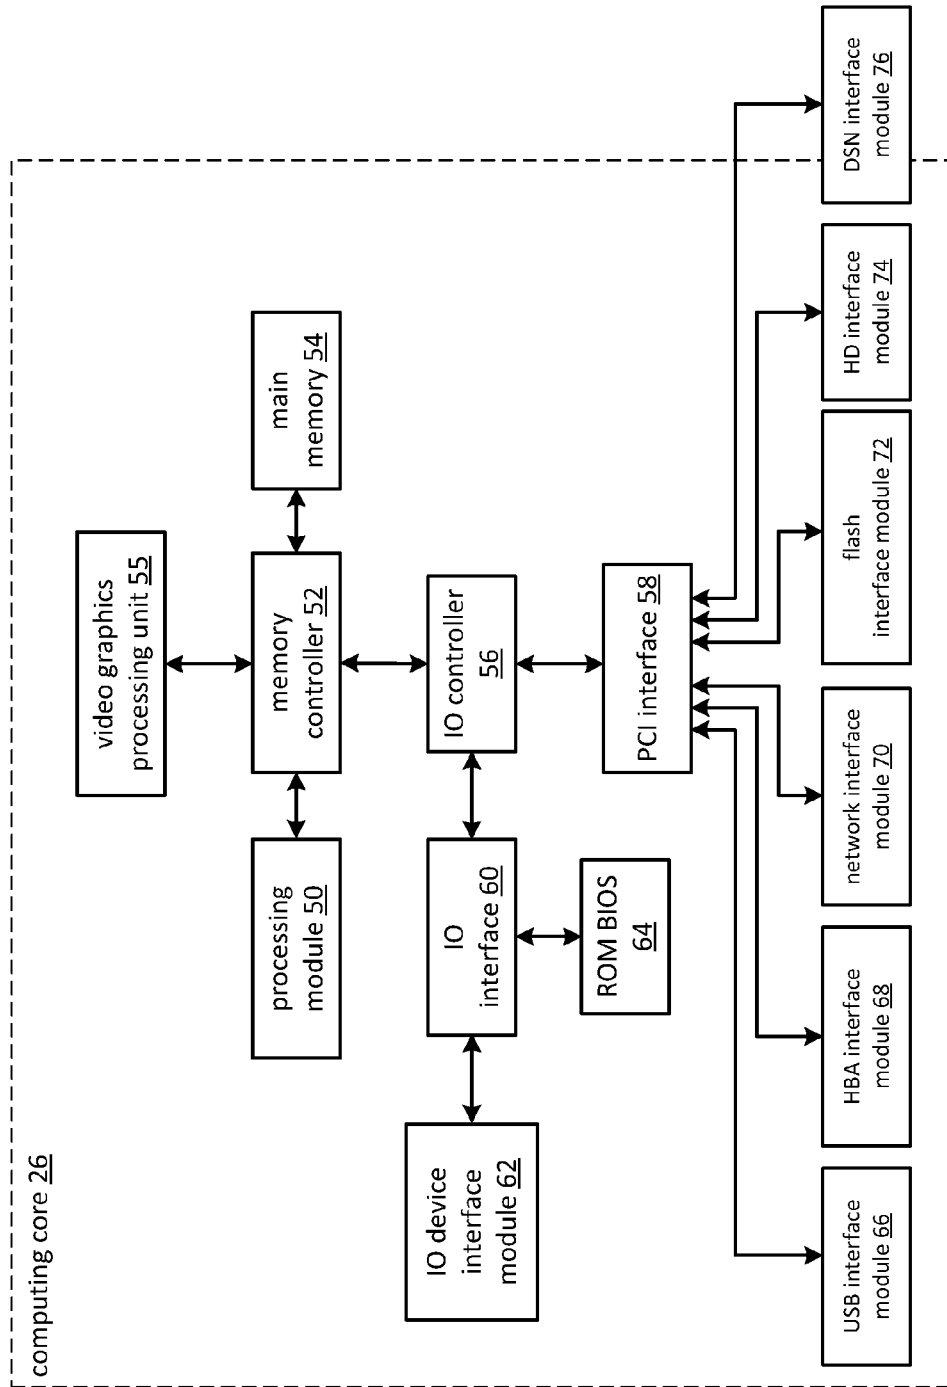 computing core 26
video graphics
processing unit 55
processing
module 50
memory
controller 52
main
memory 54
IO device
interface
module 62
IO
interface 60
IO controller
56
ROM BIOS
64
PCI interface 58
USB interface
module 66
HBA interface
module 68
network interface
module 70
flash
interface module 72
HD interface
module 74
DSN interface
module 76